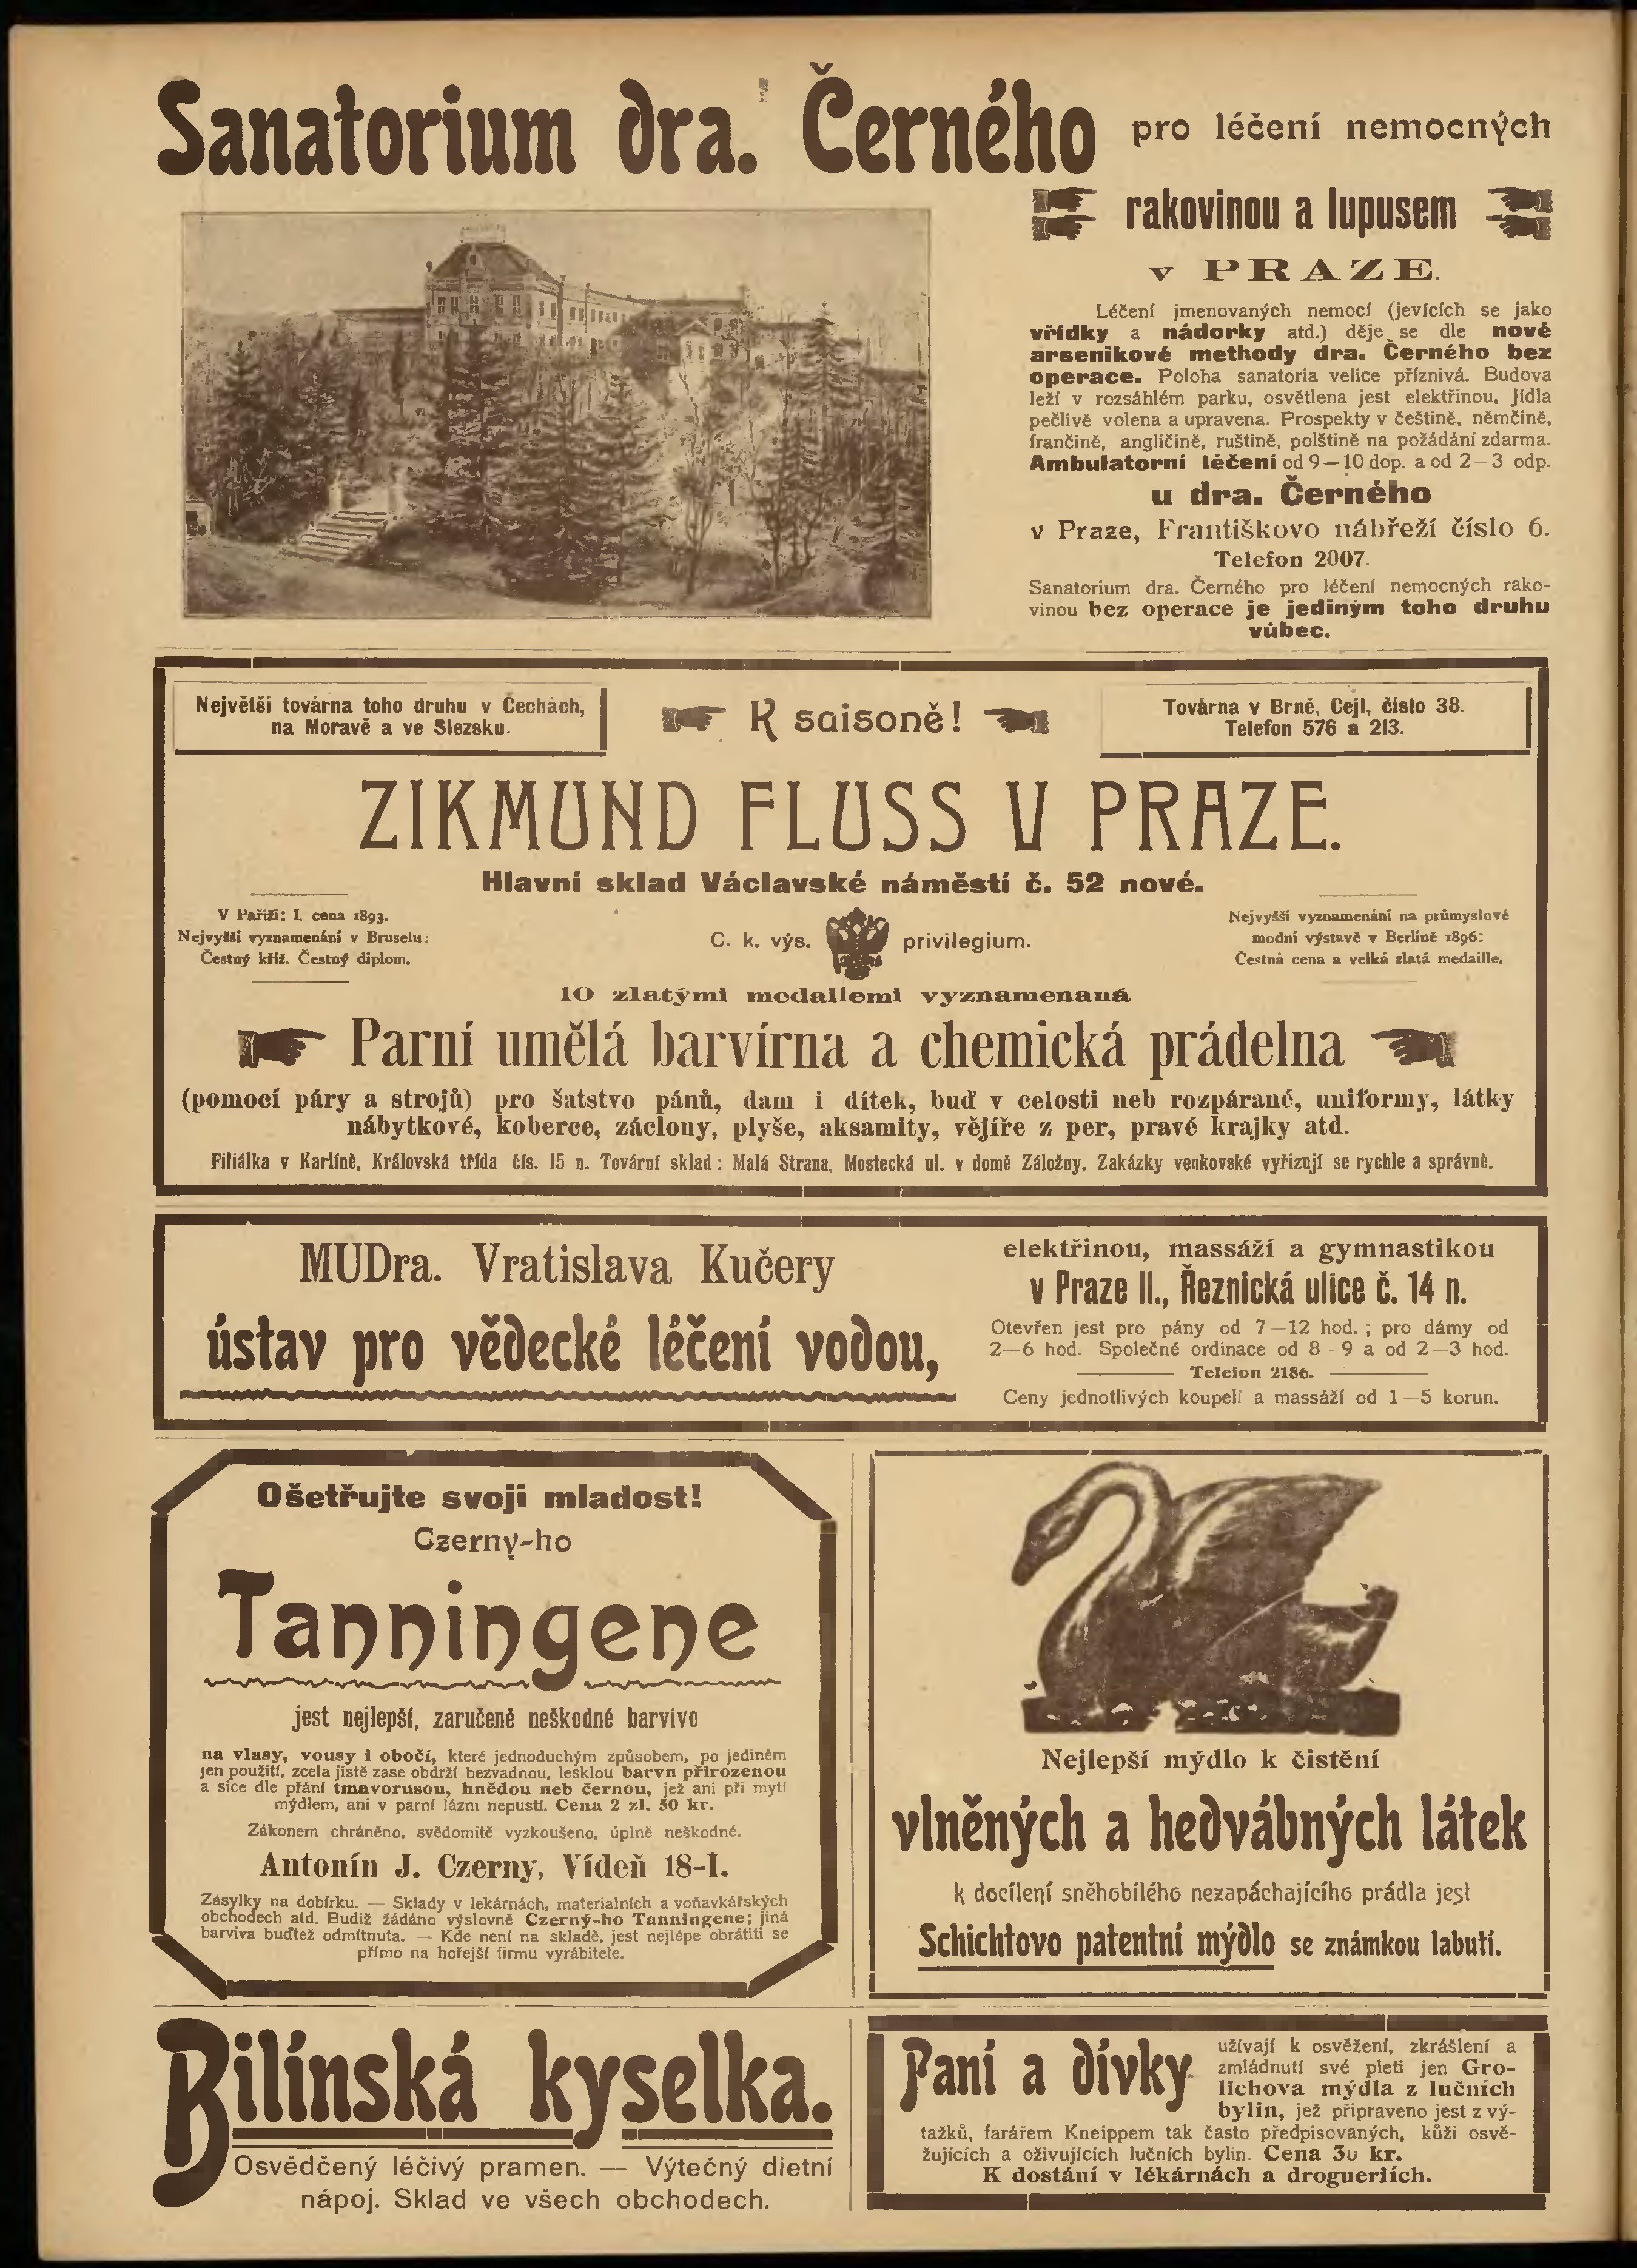 Sanatorium dra. Černého
pro léčení nemocných
rakovinou a lupusem
v PRAZE.
Léčení jmenovaných nemocí (jevících se jako
vřídky a nádorky atd.) děje se dle nové
arsenikové methody dra. Černého bez
operace. Poloha sanatoria velice příznivá. Budova
leží v rozsáhlém parku, osvětlena jest elektřinou. Jídla
pečlivě volena a upravena. Prospekty v češtině, němčině,
frančině, angličině, ruštině, polštině na požádání zdarma.
Ambulatorní léčení od 9—10 dop. a od 2—3 odp.
u dra. Černého
v Praze, Františkovo nábřeží číslo 6.
Telefon 2007.
Sanatorium dra. Černého pro léčení nemocných rako-
vinou bez operace je jediným toho druhu
vůbec.
Největší továrna toho druhu v Čechách,
na Moravě a ve Slezsku.
K saisoně!
Továrna v Brně, Cejl, číslo 38.
Telefon 576 a 213.
ZIKMUND FLUSS V PRAZE.
Hlavní sklad Václavské náměstí č. 52 nové.
V Paříži: I. cena 1893.
Nejvyšší vyznamenání v Bruselu:
Čestný kříž. Čestný diplom.
C. k. výs. privilegium.
Nejvyšší vyznamenání na průmyslové
modní výstavě v Berlíně 1896:
Čestná cena a velká zlatá medaille.
10 zlatými medailemi vyznamenaná
Parní umělá barvírna a chemická prádelna
(pomocí páry a strojů) pro šatstvo pánů, dam i dítek, buď v celosti neb rozpárané, uniformy, látky
nábytkové, koberce, záclony, plyše, aksamity, vějíře z per, pravé krajky atd.
Filiálka v Karlíně, Královská třída čís. 15 n. Tovární sklad: Malá Strana, Mostecká ul. v domě Záložny. Zakázky venkovské vyřizují se rychle a správně.
MUDra. Vratislava Kučery
ústav pro vědecké léčení vodou,
elektřinou, massáží a gymnastikou
v Praze II., Řeznická ulice č. 14 n.
Otevřen jest pro pány od 7—12 hod.; pro dámy od
2—6 hod. Společné ordinace od 8-9 a od 2—3 hod.
Telefon 2186.
Ceny jednotlivých koupelí a massáží od 1—5 korun.
Ošetřujte svoji mladost!
Czerny-ho
Tanningene
jest nejlepší, zaručeně neškodné barvivo
na vlasy, vousy i obočí, které jednoduchým způsobem, po jediném
jen použití, zcela jistě zase obdrží bezvadnou, lesklou barvu přirozenou
a sice dle přání tmavorusou, hnědou neb černou, jež ani při mytí
mýdlem, ani v parní lázni nepustí. Cena 2 zl. 50 kr.
Zákonem chráněno, svědomitě vyzkoušeno, úplně neškodné.
Antonín J. Czerny, Vídeň 18-I.
Zásylky na dobírku. — Sklady v lekárnách, materialních a voňavkářských
obchodech atd. Budiž žádáno výslovně Czerný-ho Tanningene; jiná
barviva buďtež odmítnuta. — Kde není na skladě, jest nejlépe obrátiti se
přímo na hořejší firmu vyrábitele.
Nejlepší mýdlo k čistění
vlněných a hedvábných látek
k docílení sněhobílého nezapáchajícího prádla jest
Schichtovo patentní mýdlo se známkou labutí.
Bilínská kyselka.
Osvědčený léčivý pramen. — Výtečný dietní
nápoj. Sklad ve všech obchodech.
Paní a dívky
užívají k osvěžení, zkrášlení a
zmládnutí své pleti jen Gro-
lichova mýdla z lučních
bylin, jež připraveno jest z vý-
tažků, farářem Kneippem tak často předpisovaných, kůži osvě-
žujících a oživujících lučních bylin. Cena 30 kr.
K dostání v lékárnách a drogueriích.